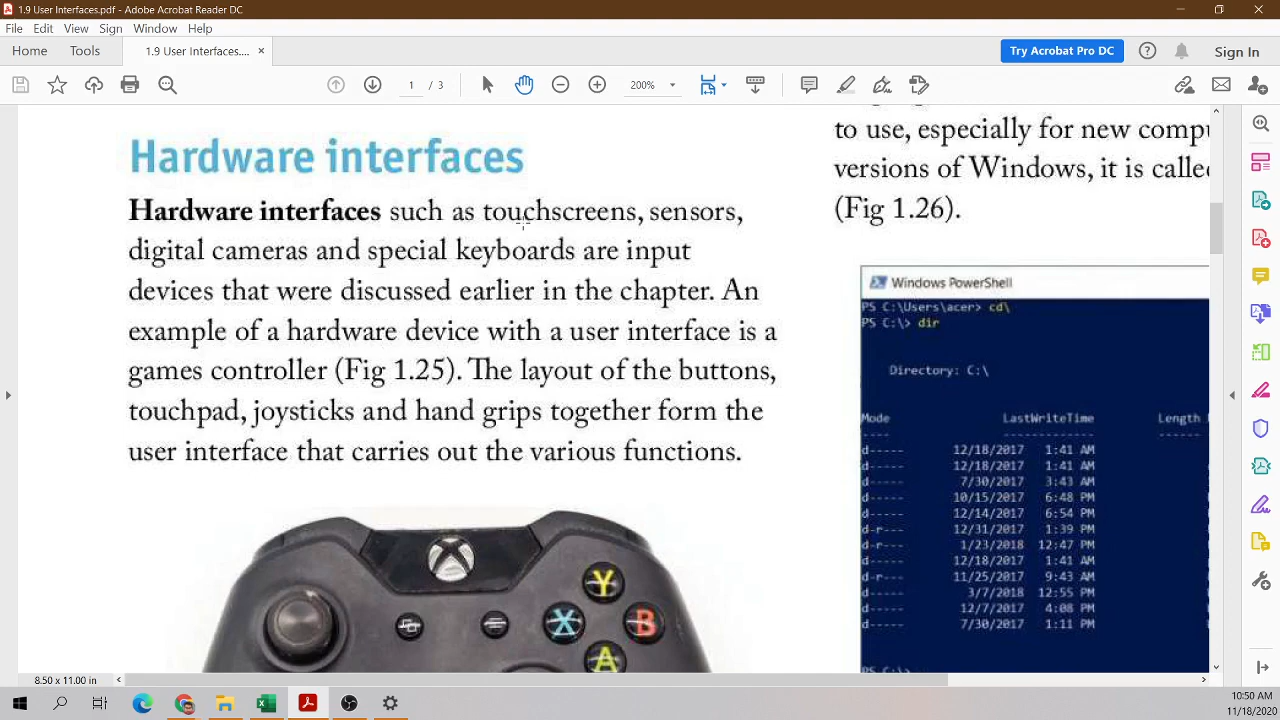 1.9 User Interfaces.pdf - Adobe Acrobat Reader DC
File Edit View Sign Window Help
Home Tools 1.9 User Interfaces.... × Try Acrobat Pro DC Sign In
1 / 3 200%
Hardware interfaces
Hardware interfaces such as touchscreens, sensors,
digital cameras and special keyboards are input
devices that were discussed earlier in the chapter. An
example of a hardware device with a user interface is a
games controller (Fig 1.25). The layout of the buttons,
touchpad, joysticks and hand grips together form the
user interface that carries out the various functions.
Y
X B
A
to use, especially for new compu
versions of Windows, it is calle
(Fig 1.26).
Windows PowerShell
PS C:\Users\acer> cd\
PS C:\> dir
Directory: C:\
Mode LastWriteTime Length
---- ------------- ------
d----- 12/18/2017 1:41 AM
d----- 12/18/2017 1:41 AM
d----- 7/30/2017 3:43 AM
d----- 10/15/2017 6:48 PM
d----- 12/14/2017 6:54 PM
d-r--- 12/31/2017 1:39 PM
d-r--- 1/23/2018 12:47 PM
d----- 12/18/2017 1:41 AM
d-r--- 11/25/2017 9:43 AM
d----- 3/7/2018 12:55 PM
d----- 12/7/2017 4:08 PM
d----- 7/30/2017 1:11 PM
PS C:\>
8.50 x 11.00 in
10:50 AM
11/18/2020